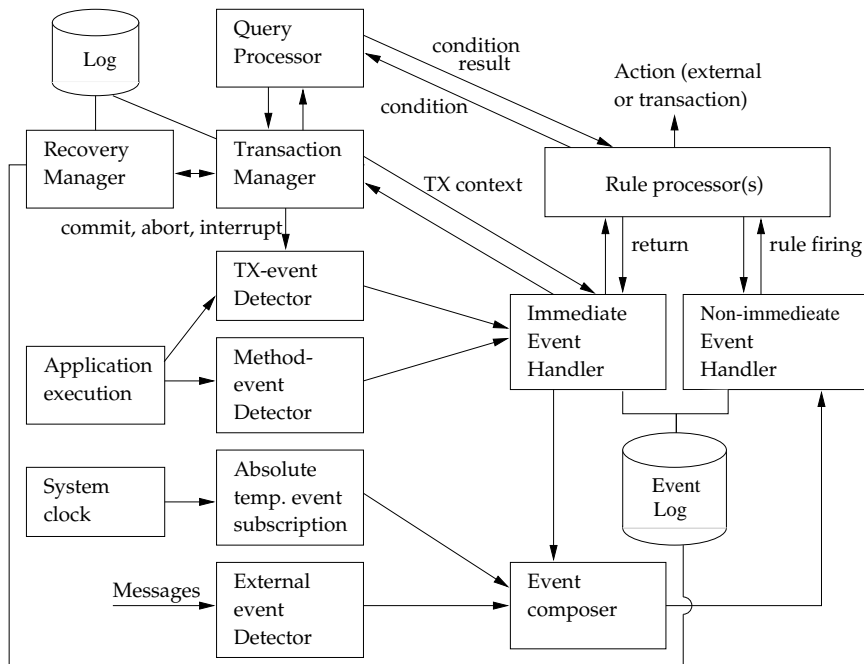 Log
Query
Processor
condition
result
condition
Action (external
or transaction)
Recovery
Manager
Transaction
Manager
TX context
Rule processor(s)
commit, abort, interrupt
return
rule firing
TX-event
Detector
Immediate
Event
Handler
Non-immedieate
Event
Handler
Application
execution
Method-
event
Detector
System
clock
Absolute
temp. event
subscription
Event
Log
Messages
External
event
Detector
Event
composer